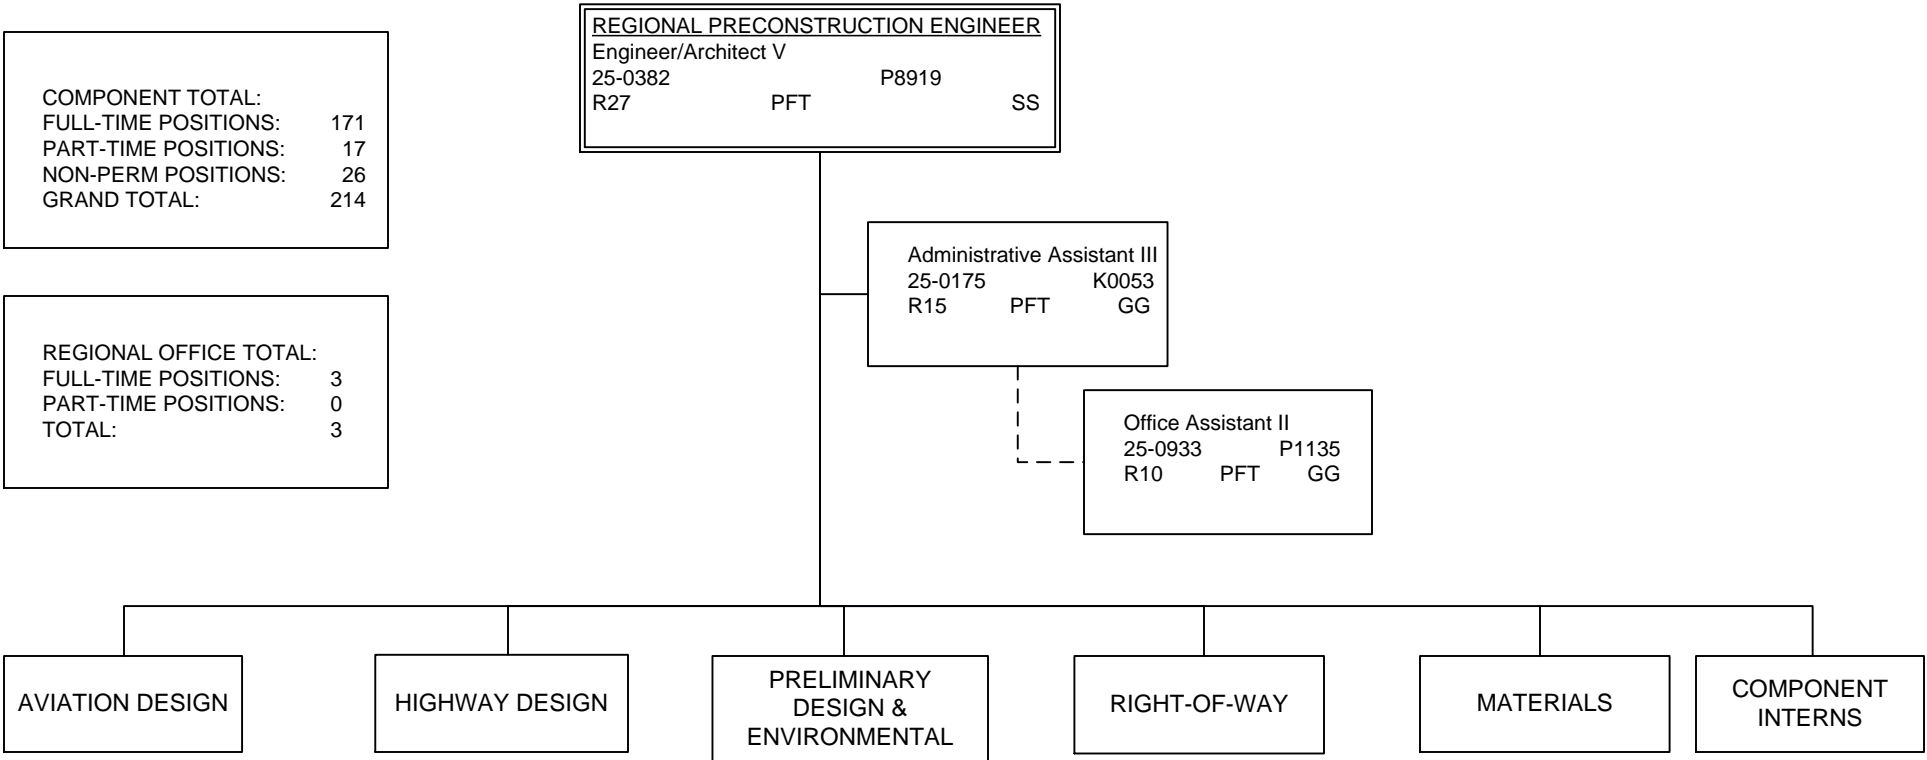 COMPONENT TOTAL:
FULL-TIME POSITIONS: 171
PART-TIME POSITIONS: 17
NON-PERM POSITIONS: 26
GRAND TOTAL: 214
REGIONAL OFFICE TOTAL:
FULL-TIME POSITIONS: 3
PART-TIME POSITIONS: 0
TOTAL: 3
REGIONAL PRECONSTRUCTION ENGINEER
Engineer/Architect V
25-0382 P8919
R27 PFT SS
Administrative Assistant III
25-0175 K0053
R15 PFT GG
Office Assistant II
25-0933 P1135
R10 PFT GG
AVIATION DESIGN
HIGHWAY DESIGN
PRELIMINARY
DESIGN &
ENVIRONMENTAL
RIGHT-OF-WAY
MATERIALS
COMPONENT
INTERNS